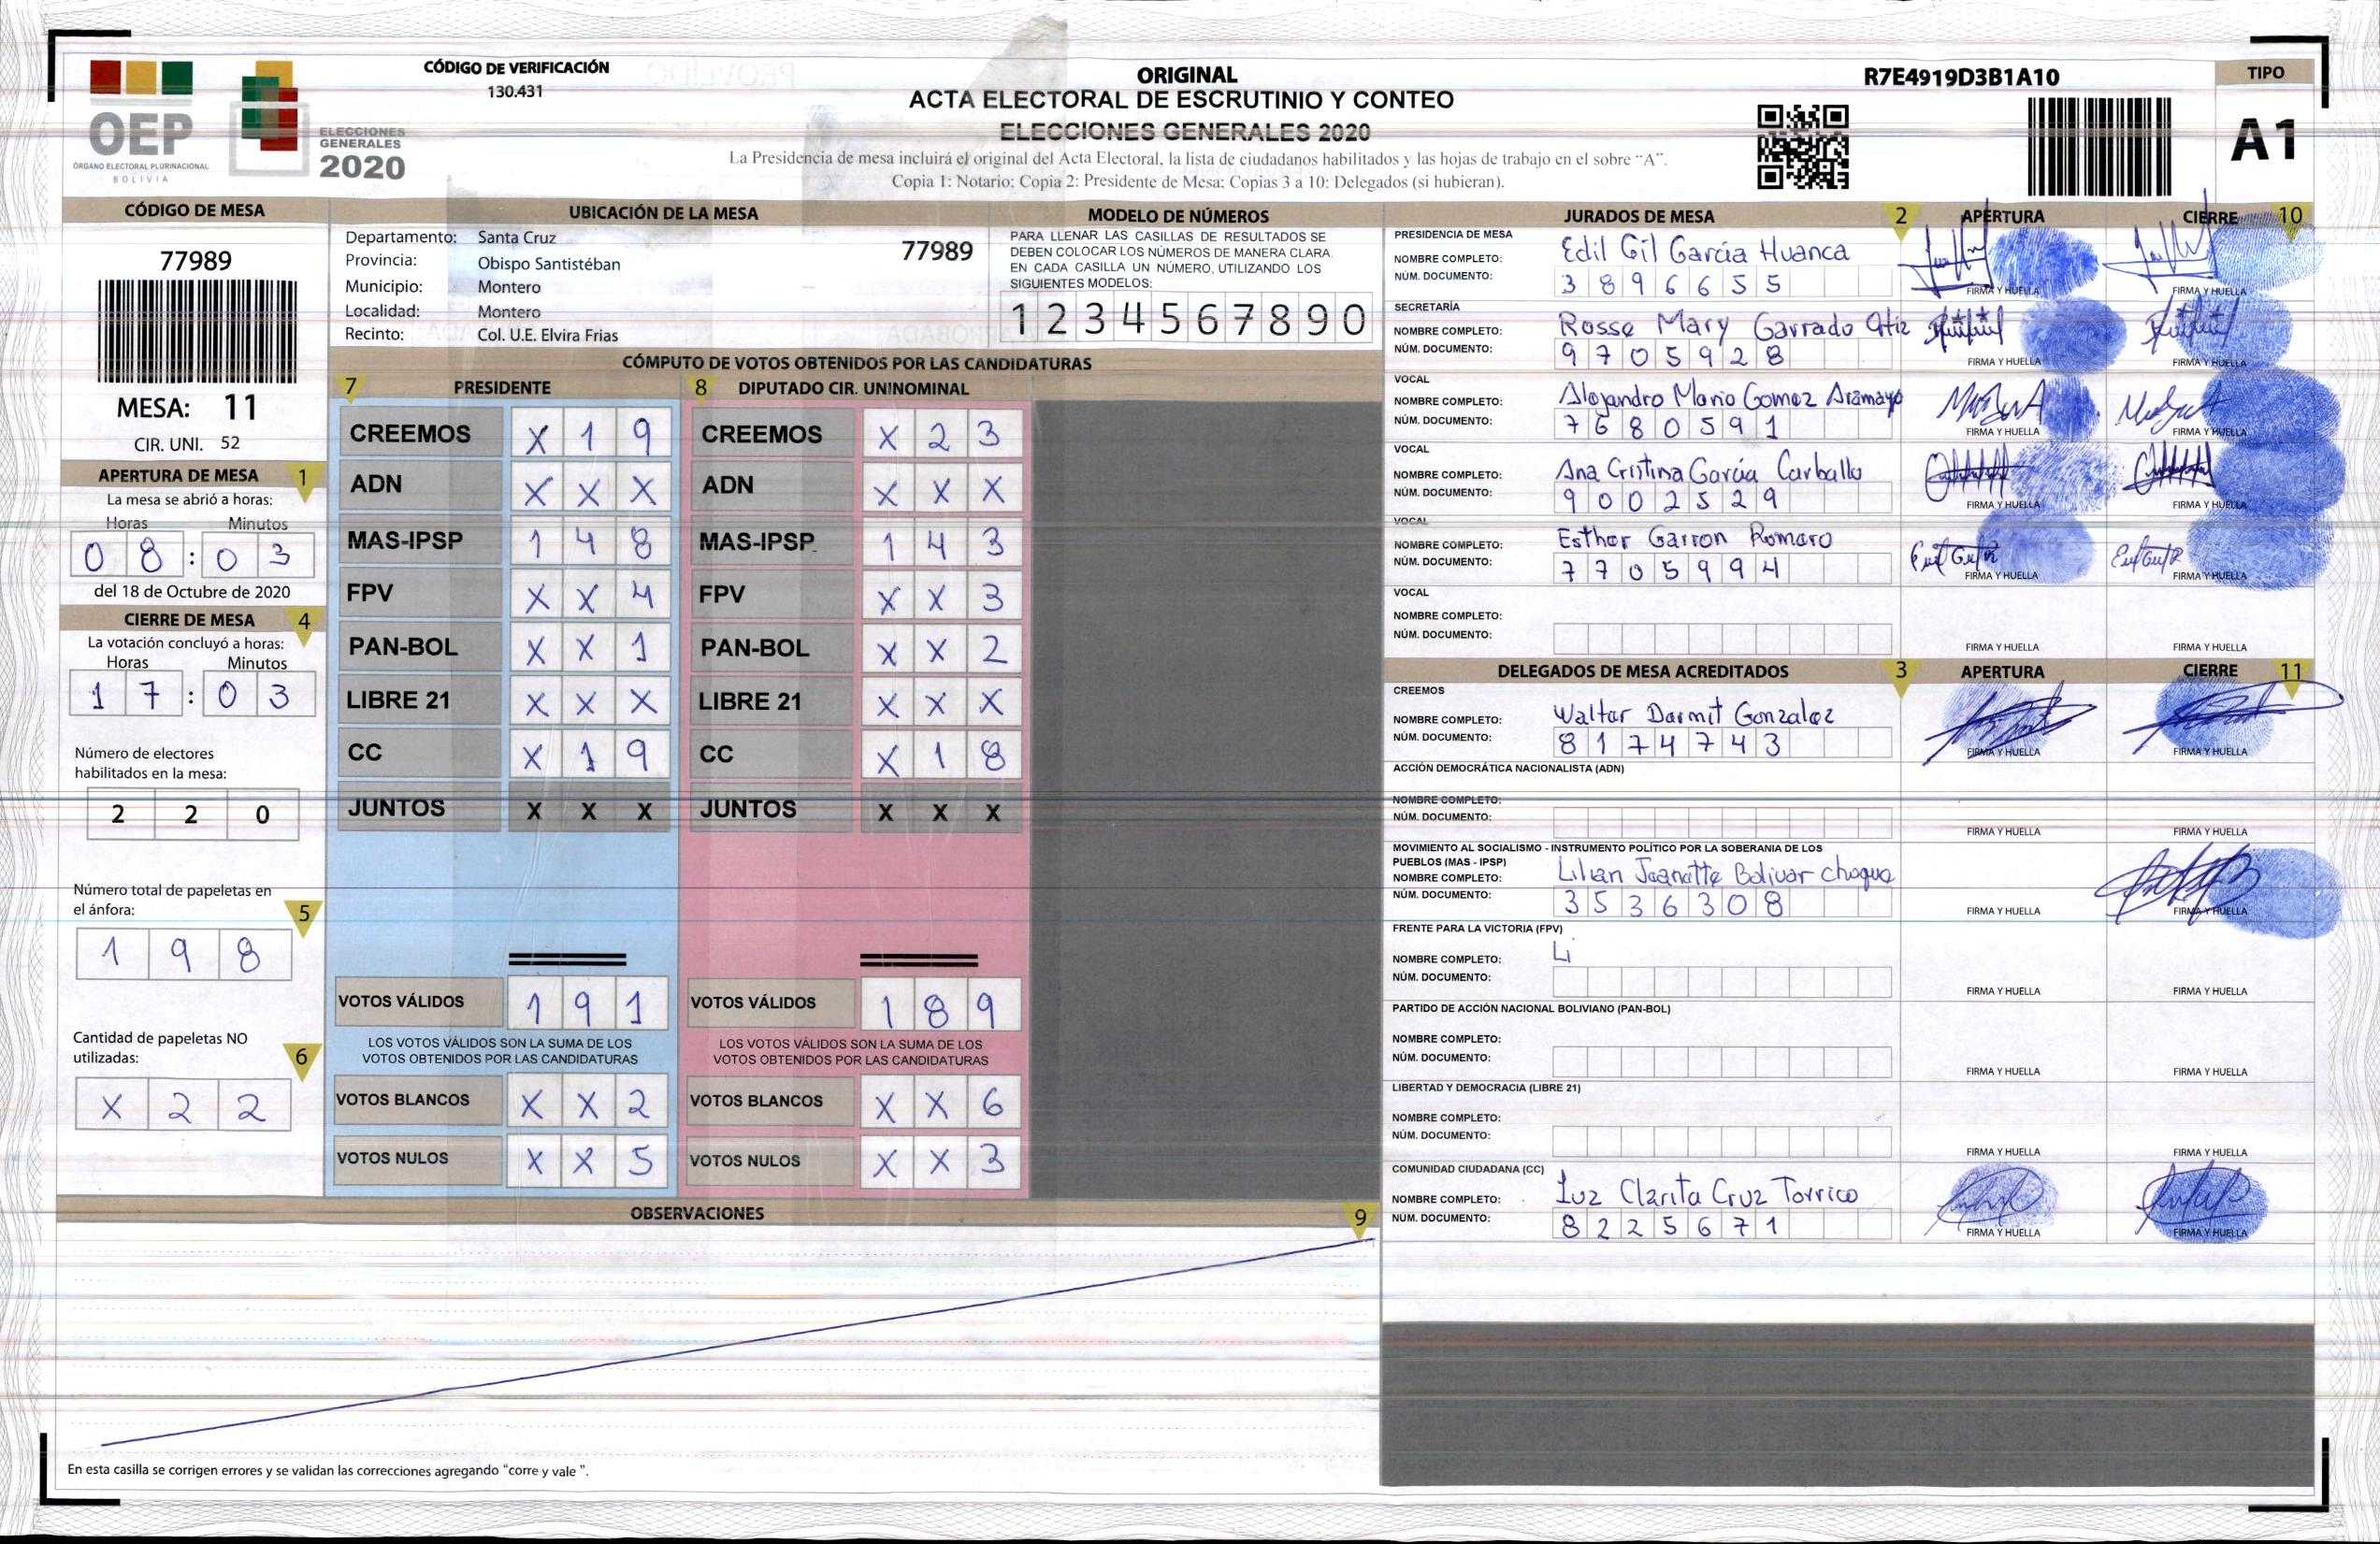 CÓDIGO DE VERIFICACIÓN
130.431
OEP
ÓRGANO ELECTORAL PLURINACIONAL
BOLIVIA
ELECCIONES
GENERALES
2020
ORIGINAL
ACTA ELECTORAL DE ESCRUTINIO Y CONTEO
ELECCIONES GENERALES 2020
La Presidencia de mesa incluirá el original del Acta Electoral, la lista de ciudadanos habilitados y las hojas de trabajo en el sobre "A".
Copia 1: Notario; Copia 2: Presidente de Mesa; Copias 3 a 10: Delegados (si hubieran).
R7E4919D3B1A10
TIPO
A1
CÓDIGO DE MESA
77989
MESA: 11
CIR. UNI. 52
APERTURA DE MESA 1
La mesa se abrió a horas:
Horas Minutos
0 8 : 0 3
del 18 de Octubre de 2020
CIERRE DE MESA 4
La votación concluyó a horas:
Horas Minutos
1 7 : 0 3
Número de electores
habilitados en la mesa:
2 2 0
Número total de papeletas en
el ánfora: 5
1 9 8
Cantidad de papeletas NO
utilizadas: 6
X 2 2
UBICACIÓN DE LA MESA
Departamento: Santa Cruz
77989
Provincia: Obispo Santistéban
Municipio: Montero
Localidad: Montero
Recinto: Col. U.E. Elvira Frias
MODELO DE NÚMEROS
PARA LLENAR LAS CASILLAS DE RESULTADOS SE
DEBEN COLOCAR LOS NÚMEROS DE MANERA CLARA
EN CADA CASILLA UN NÚMERO, UTILIZANDO LOS
SIGUIENTES MODELOS:
1 2 3 4 5 6 7 8 9 0
CÓMPUTO DE VOTOS OBTENIDOS POR LAS CANDIDATURAS
7 PRESIDENTE
CREEMOS X 1 9
ADN X X X
MAS-IPSP 1 4 8
FPV X X 4
PAN-BOL X X 1
LIBRE 21 X X X
CC X 1 9
JUNTOS X X X
VOTOS VÁLIDOS 1 9 1
LOS VOTOS VÁLIDOS SON LA SUMA DE LOS
VOTOS OBTENIDOS POR LAS CANDIDATURAS
VOTOS BLANCOS X X 2
VOTOS NULOS X X 5
8 DIPUTADO CIR. UNINOMINAL
CREEMOS X 2 3
ADN X X X
MAS-IPSP 1 4 3
FPV X X 3
PAN-BOL X X 2
LIBRE 21 X X X
CC X 1 8
JUNTOS X X X
VOTOS VÁLIDOS 1 8 9
LOS VOTOS VÁLIDOS SON LA SUMA DE LOS
VOTOS OBTENIDOS POR LAS CANDIDATURAS
VOTOS BLANCOS X X 6
VOTOS NULOS X X 3
OBSERVACIONES 9
En esta casilla se corrigen errores y se validan las correcciones agregando "corre y vale ".
JURADOS DE MESA 2 APERTURA CIERRE 10
PRESIDENCIA DE MESA
NOMBRE COMPLETO: Edil Gil García Huanca
NÚM. DOCUMENTO: 3 8 9 6 6 5 5
FIRMA Y HUELLA FIRMA Y HUELLA
SECRETARÍA
NOMBRE COMPLETO: Rosse Mary Garrado Ortiz
NÚM. DOCUMENTO: 9 7 0 5 9 2 8
FIRMA Y HUELLA FIRMA Y HUELLA
VOCAL
NOMBRE COMPLETO: Alejandro Mario Gomez Aramayo
NÚM. DOCUMENTO: 7 6 8 0 5 9 1
FIRMA Y HUELLA FIRMA Y HUELLA
VOCAL
NOMBRE COMPLETO: Ana Cristina García Carballo
NÚM. DOCUMENTO: 9 0 0 2 5 2 9
FIRMA Y HUELLA FIRMA Y HUELLA
VOCAL
NOMBRE COMPLETO: Esther Garron Romero
NÚM. DOCUMENTO: 7 7 0 5 9 9 4
FIRMA Y HUELLA FIRMA Y HUELLA
VOCAL
NOMBRE COMPLETO:
NÚM. DOCUMENTO:
FIRMA Y HUELLA FIRMA Y HUELLA
DELEGADOS DE MESA ACREDITADOS 3 APERTURA CIERRE 11
CREEMOS
NOMBRE COMPLETO: Walter Darmit Gonzalez
NÚM. DOCUMENTO: 8 1 7 4 7 4 3
FIRMA Y HUELLA FIRMA Y HUELLA
ACCIÓN DEMOCRÁTICA NACIONALISTA (ADN)
NOMBRE COMPLETO:
NÚM. DOCUMENTO:
FIRMA Y HUELLA FIRMA Y HUELLA
MOVIMIENTO AL SOCIALISMO - INSTRUMENTO POLÍTICO POR LA SOBERANIA DE LOS
PUEBLOS (MAS - IPSP)
NOMBRE COMPLETO: Lilian Jeanette Bolivar choque
NÚM. DOCUMENTO: 3 5 3 6 3 0 8
FIRMA Y HUELLA FIRMA Y HUELLA
FRENTE PARA LA VICTORIA (FPV)
NOMBRE COMPLETO: Li
NÚM. DOCUMENTO:
FIRMA Y HUELLA FIRMA Y HUELLA
PARTIDO DE ACCIÓN NACIONAL BOLIVIANO (PAN-BOL)
NOMBRE COMPLETO:
NÚM. DOCUMENTO:
FIRMA Y HUELLA FIRMA Y HUELLA
LIBERTAD Y DEMOCRACIA (LIBRE 21)
NOMBRE COMPLETO:
NÚM. DOCUMENTO:
FIRMA Y HUELLA FIRMA Y HUELLA
COMUNIDAD CIUDADANA (CC)
NOMBRE COMPLETO: Luz Clarita Cruz Torrico
NÚM. DOCUMENTO: 8 2 2 5 6 7 1
FIRMA Y HUELLA FIRMA Y HUELLA